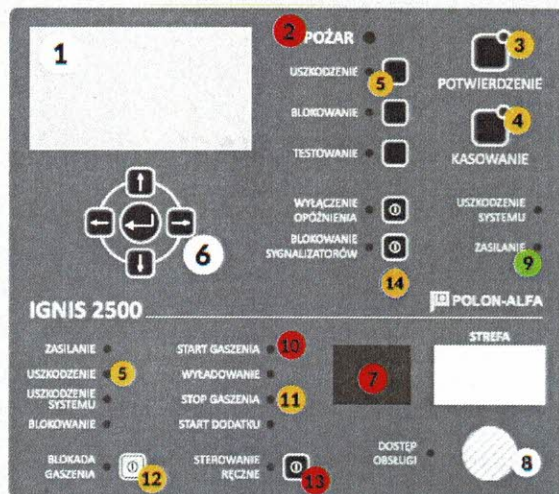 1
2 POŻAR
3
USZKODZENIE 5
POTWIERDZENIE
BLOKOWANIE
4
TESTOWANIE
KASOWANIE
6
WYŁĄCZENIE
OPÓŹNIENIA
BLOKOWANIE
SYGNALIZATORÓW
14
USZKODZENIE
SYSTEMU
ZASILANIE
9
IGNIS 2500
POLON-ALFA
ZASILANIE
USZKODZENIE 5
USZKODZENIE
SYSTEMU
BLOKOWANIE
BLOKADA
GASZENIA
12
START GASZENIA 10
WYŁADOWANIE
STOP GASZENIA 11
START DODATKU
STEROWANIE
RĘCZNE
13
7
STREFA
DOSTĘP
OBSŁUGI
8